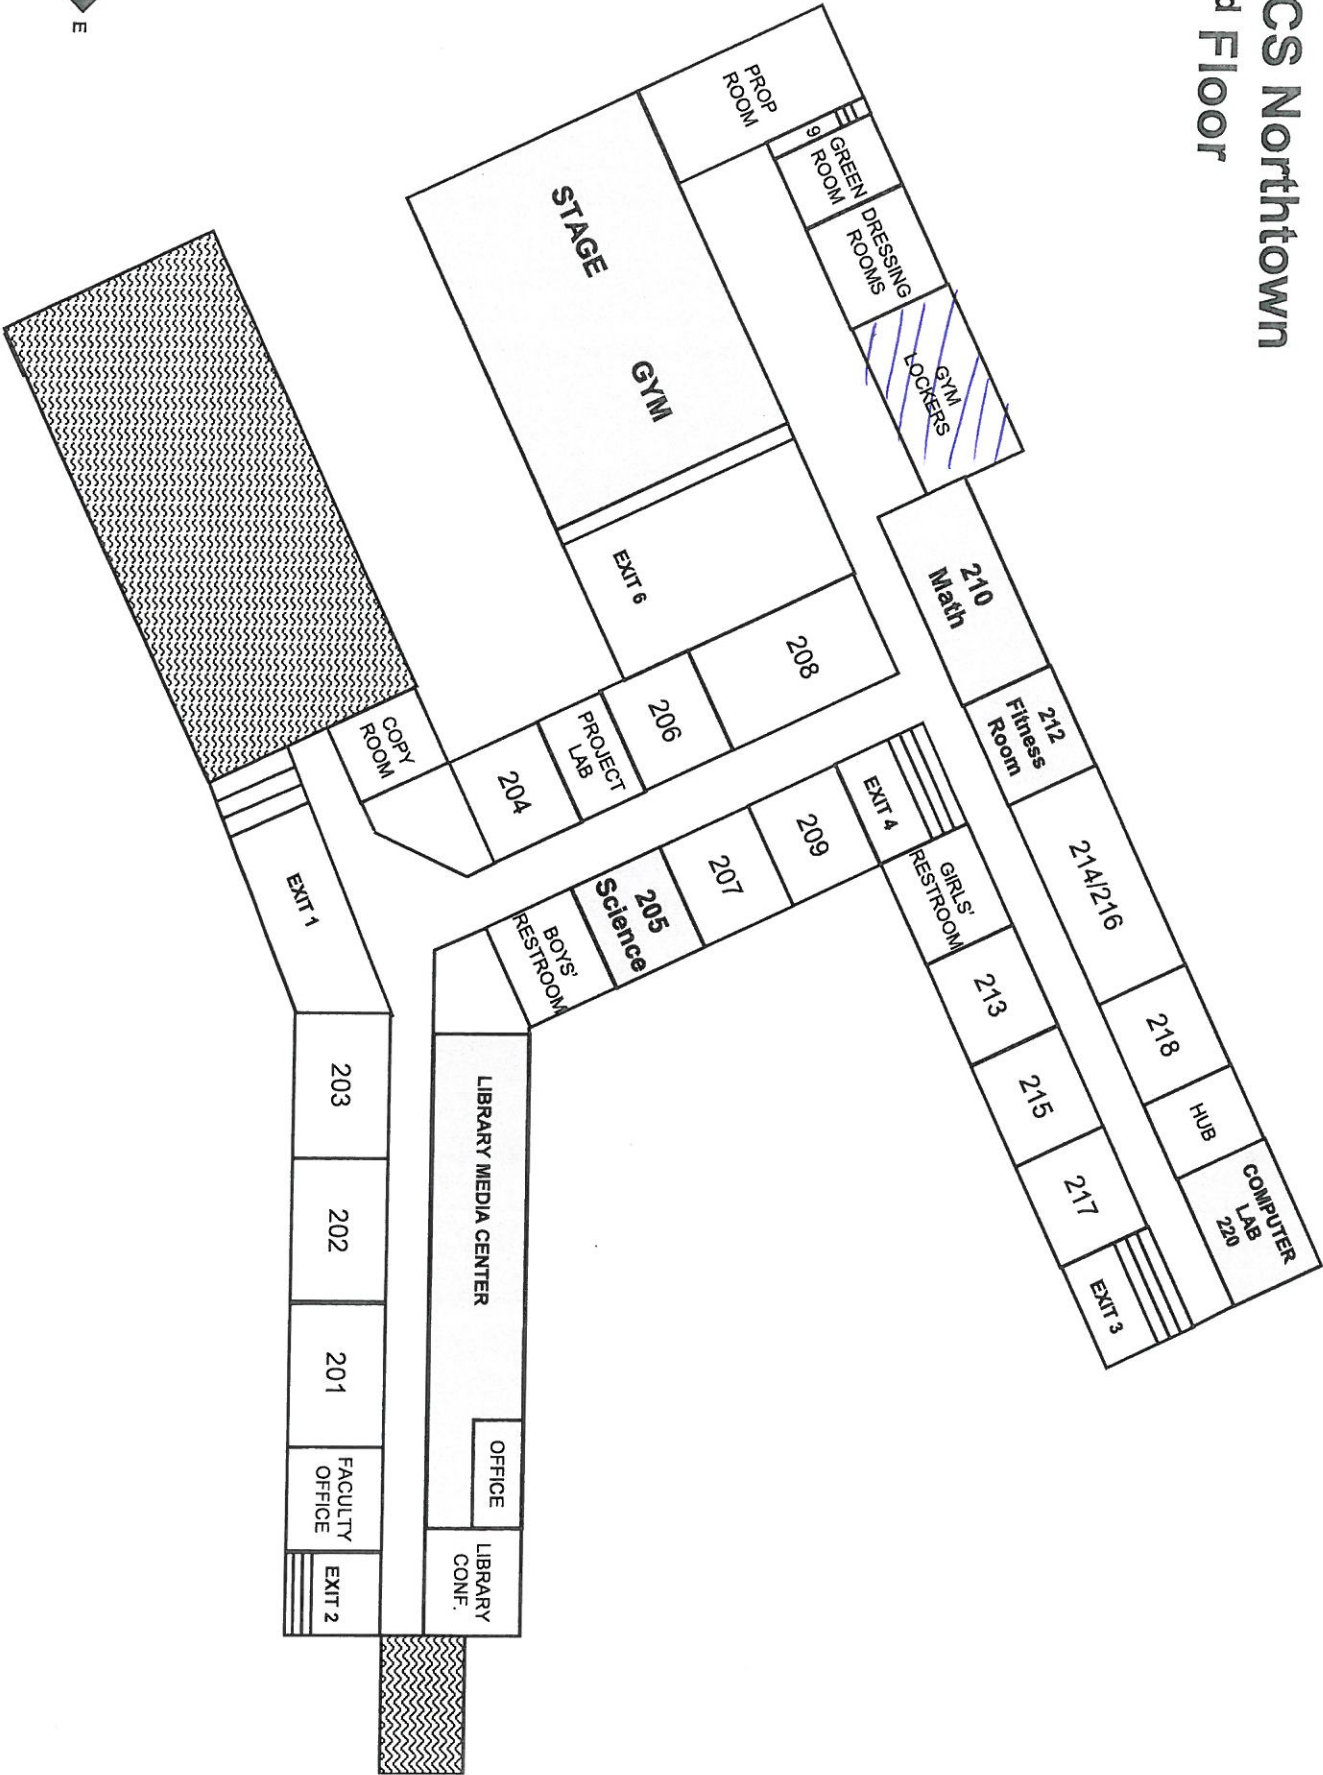 CS Northtown
d Floor
E
PROP
ROOM
9
GREEN
ROOM
DRESSING
ROOMS
GYM
LOCKERS
STAGE
GYM
EXIT 6
210
Math
212
Fitness
Room
214/216
218
HUB
COMPUTER
LAB
220
208
206
PROJECT
LAB
204
COPY
ROOM
EXIT 4
209
207
205
Science
BOYS'
RESTROOM
GIRLS'
RESTROOM
213
215
217
EXIT 3
EXIT 1
203
202
201
FACULTY
OFFICE
EXIT 2
LIBRARY MEDIA CENTER
OFFICE
LIBRARY
CONF.